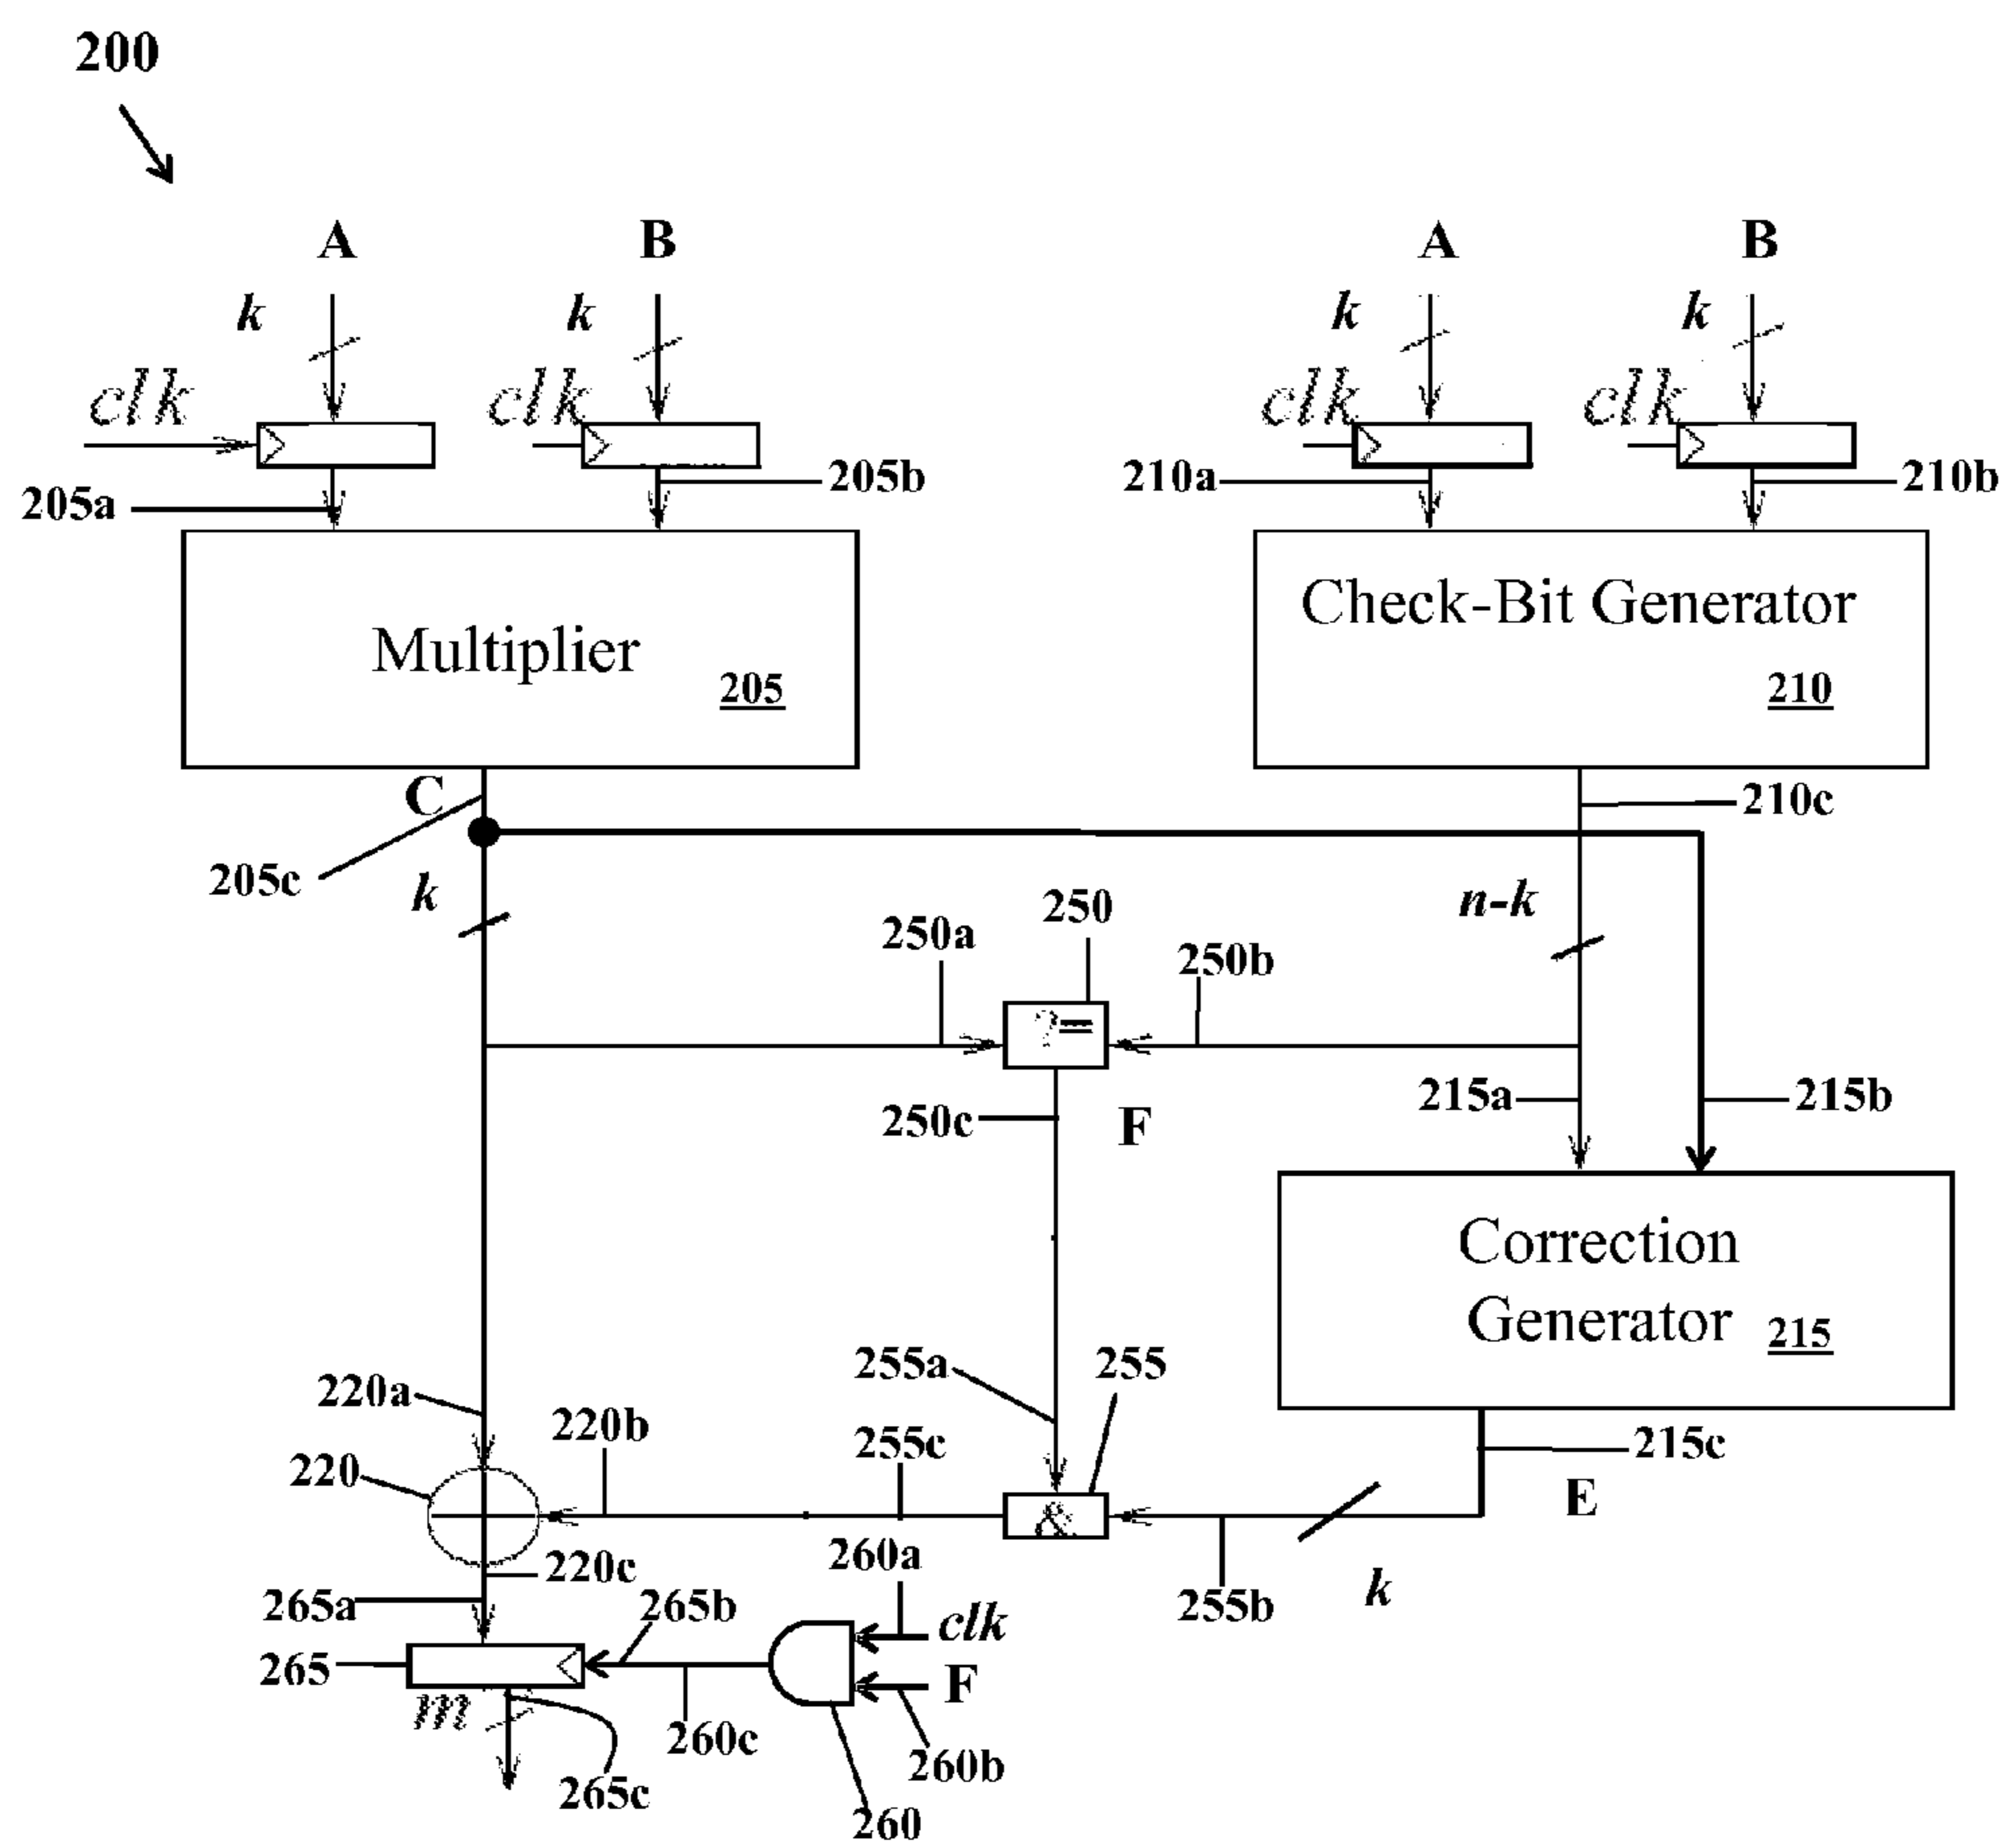 200
A B A B
k k k k
clk clk clk clk
205a 205b 210a 210b
Multiplier 205
Check-Bit Generator 210
C
205c
k
210c
n-k
250a 250 250b
?=
250c F
215a 215b
Correction
Generator 215
220a
220 220b 255c 255a 255
&
215c
E
255b k
220c
260a
265a 265b clk
265 F
m
260c 260b
265c 260